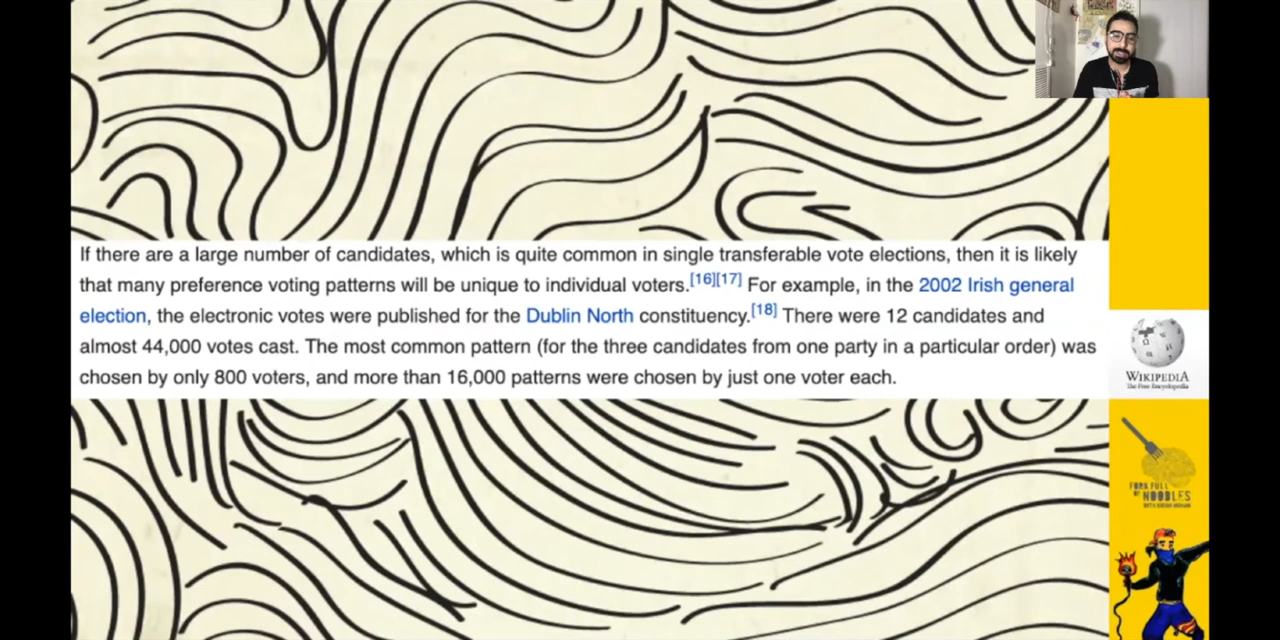 If there are a large number of candidates, which is quite common in single transferable vote elections, then it is likely
that many preference voting patterns will be unique to individual voters.[16][17] For example, in the 2002 Irish general
election, the electronic votes were published for the Dublin North constituency.[18] There were 12 candidates and
almost 44,000 votes cast. The most common pattern (for the three candidates from one party in a particular order) was
chosen by only 800 voters, and more than 16,000 patterns were chosen by just one voter each.
WIKIPEDIA
The Free Encyclopedia
FORK FULL
OF NOODLES